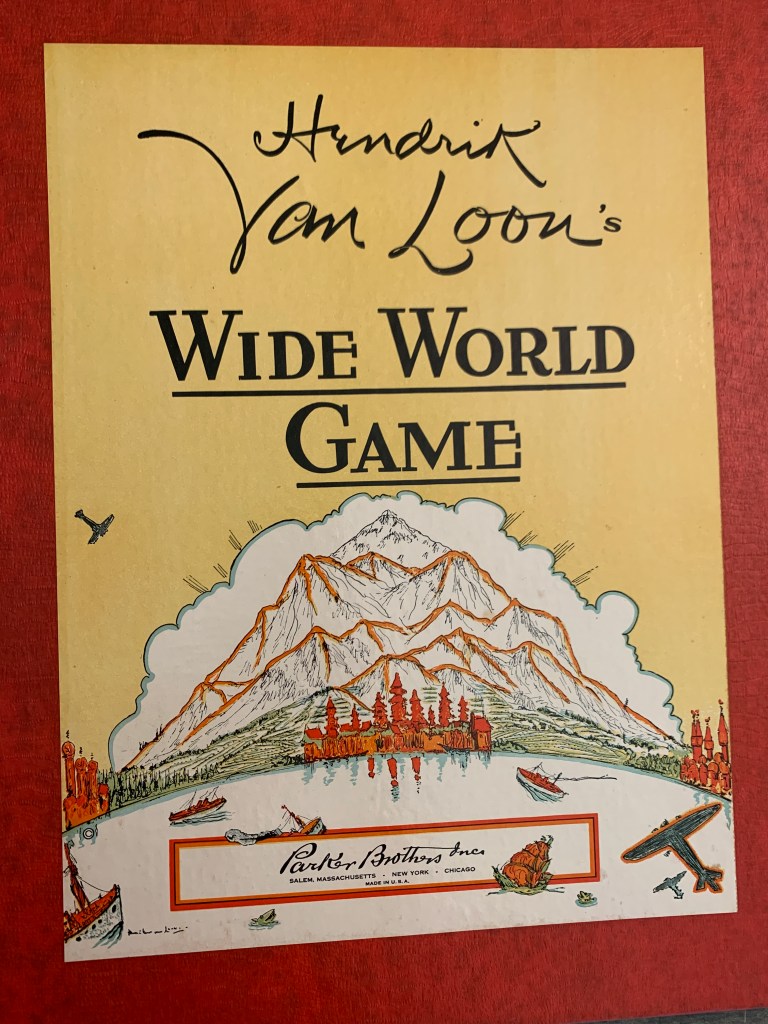 Hendrik
Van Loon's
WIDE WORLD
GAME
Parker Brothers Inc.
SALEM, MASSACHUSETTS • NEW YORK • CHICAGO
MADE IN U.S.A.
©